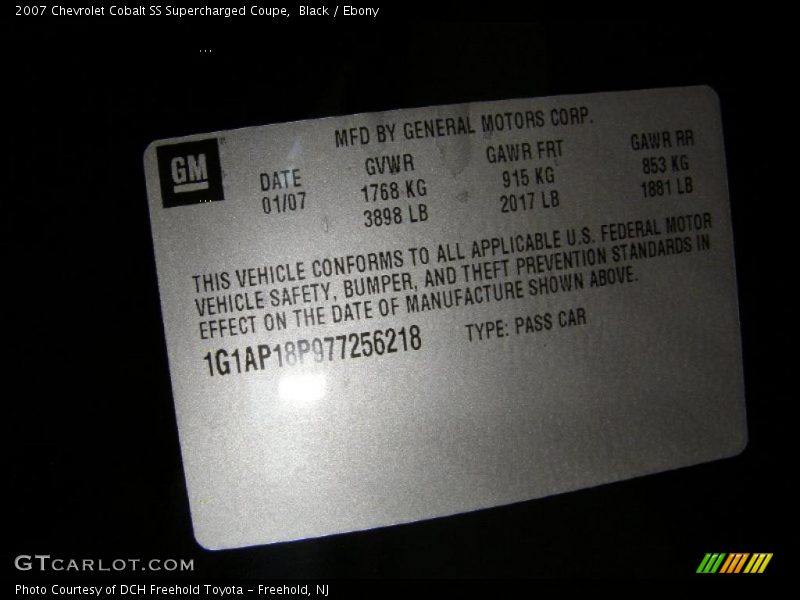 2007 Chevrolet Cobalt SS Supercharged Coupe,  Black / Ebony
...
MFD BY GENERAL MOTORS CORP.
GM
DATE GVWR GAWR FRT GAWR RR
01/07 1768 KG 915 KG 853 KG
3898 LB 2017 LB 1881 LB
...
THIS VEHICLE CONFORMS TO ALL APPLICABLE U.S. FEDERAL MOTOR
VEHICLE SAFETY, BUMPER, AND THEFT PREVENTION STANDARDS IN
EFFECT ON THE DATE OF MANUFACTURE SHOWN ABOVE.
1G1AP18P977256218 TYPE: PASS CAR
GTCARLOT.COM
Photo Courtesy of DCH Freehold Toyota - Freehold, NJ